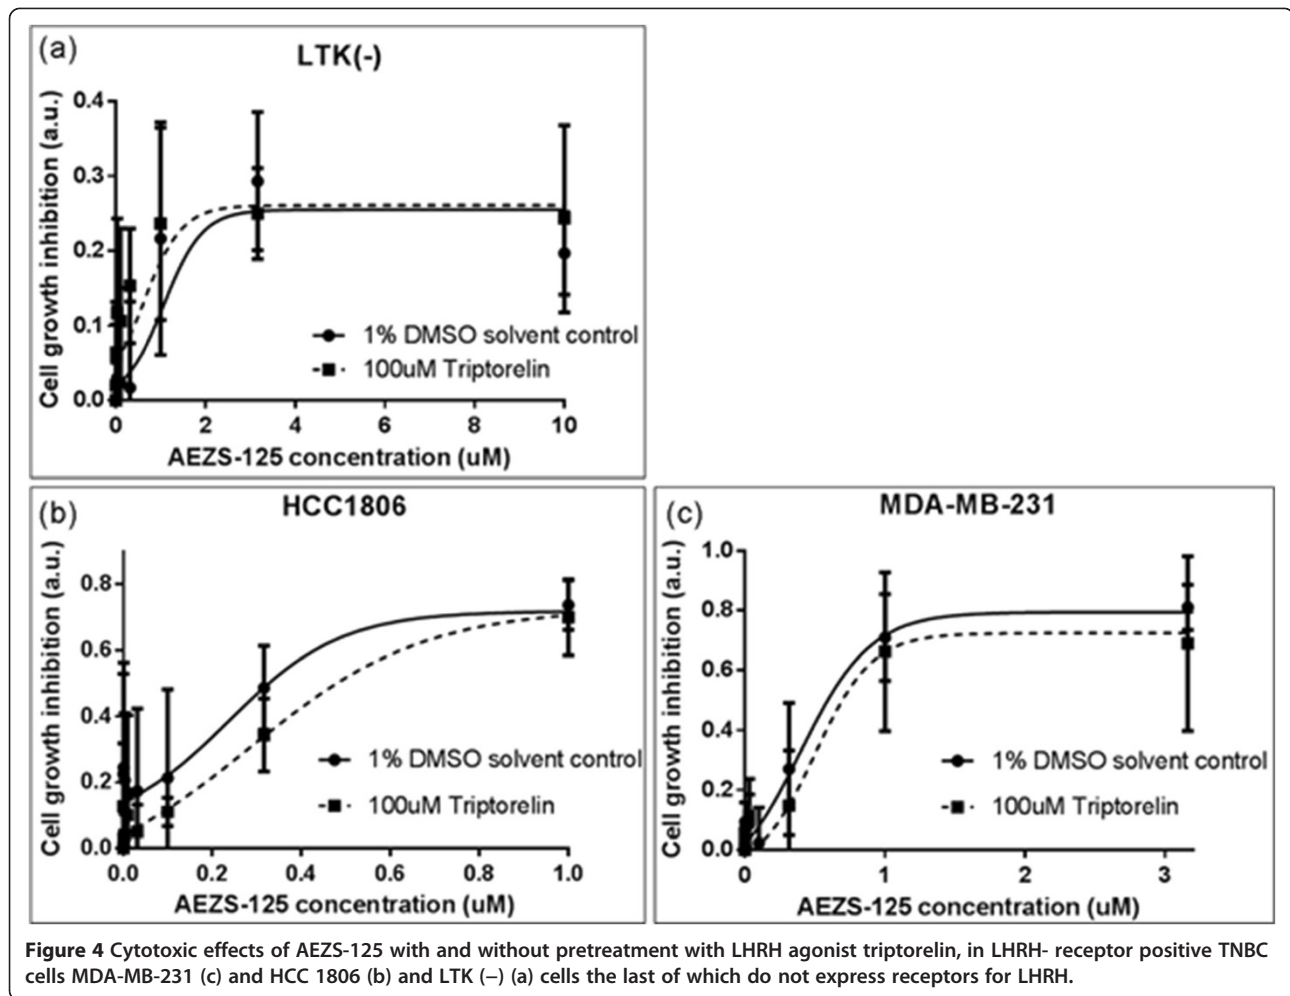 (a)
LTK(-)
Cell growth inhibition (a.u.)
0.4
0.3
0.2
0.1
0.0
0 2 4 6 8 10
AEZS-125 concentration (uM)
1% DMSO solvent control
100uM Triptorelin
(b)
HCC1806
Cell growth inhibition (a.u.)
0.8
0.6
0.4
0.2
0.0
0.0 0.2 0.4 0.6 0.8 1.0
AEZS-125 concentration (uM)
1% DMSO solvent control
100uM Triptorelin
(c)
MDA-MB-231
Cell growth inhibition (a.u.)
1.0
0.8
0.6
0.4
0.2
0.0
0 1 2 3
AEZS-125 concentration (uM)
1% DMSO solvent control
100uM Triptorelin
Figure 4 Cytotoxic effects of AEZS-125 with and without pretreatment with LHRH agonist triptorelin, in LHRH- receptor positive TNBC
cells MDA-MB-231 (c) and HCC 1806 (b) and LTK (−) (a) cells the last of which do not express receptors for LHRH.